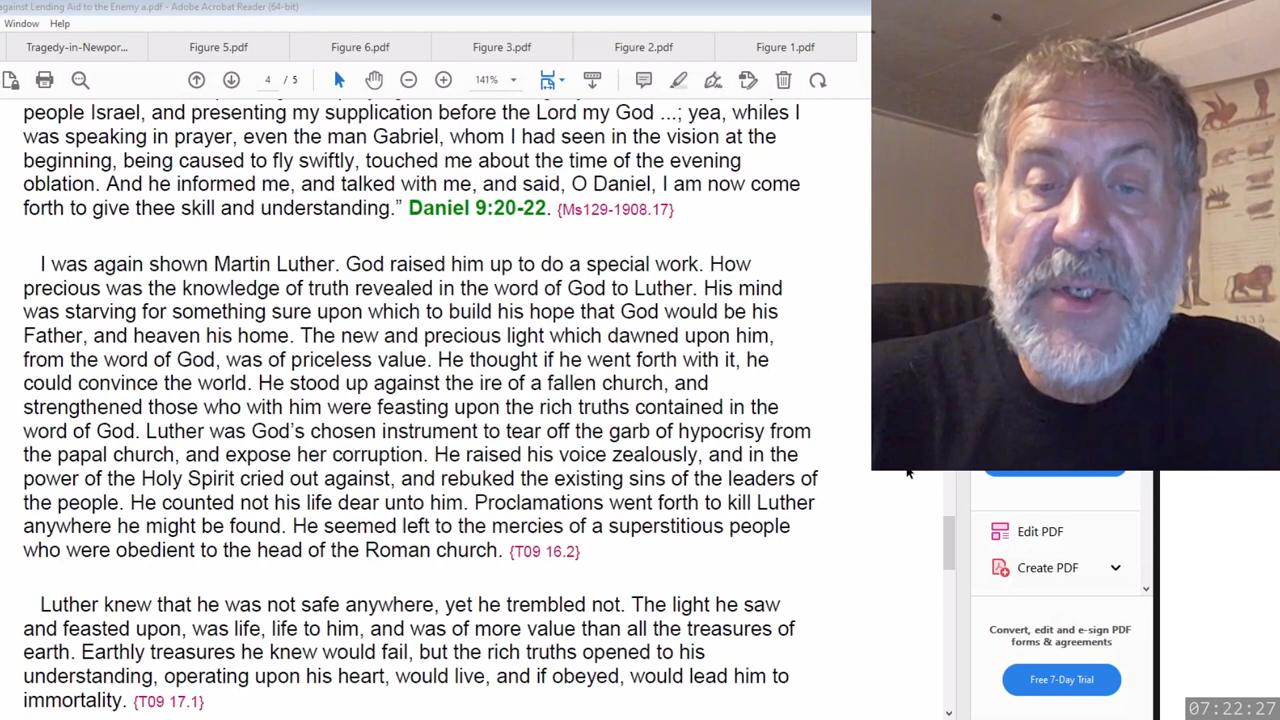 against Lending Aid to the Enemy a.pdf - Adobe Acrobat Reader (64-bit)
Window Help
Tragedy-in-Newpor... Figure 5.pdf Figure 6.pdf Figure 3.pdf Figure 2.pdf Figure 1.pdf
4 / 5 141%
people Israel, and presenting my supplication before the Lord my God ...; yea, whiles I
was speaking in prayer, even the man Gabriel, whom I had seen in the vision at the
beginning, being caused to fly swiftly, touched me about the time of the evening
oblation. And he informed me, and talked with me, and said, O Daniel, I am now come
forth to give thee skill and understanding.” Daniel 9:20-22. {Ms129-1908.17}
I was again shown Martin Luther. God raised him up to do a special work. How
precious was the knowledge of truth revealed in the word of God to Luther. His mind
was starving for something sure upon which to build his hope that God would be his
Father, and heaven his home. The new and precious light which dawned upon him,
from the word of God, was of priceless value. He thought if he went forth with it, he
could convince the world. He stood up against the ire of a fallen church, and
strengthened those who with him were feasting upon the rich truths contained in the
word of God. Luther was God’s chosen instrument to tear off the garb of hypocrisy from
the papal church, and expose her corruption. He raised his voice zealously, and in the
power of the Holy Spirit cried out against, and rebuked the existing sins of the leaders of
the people. He counted not his life dear unto him. Proclamations went forth to kill Luther
anywhere he might be found. He seemed left to the mercies of a superstitious people
who were obedient to the head of the Roman church. {T09 16.2}
Luther knew that he was not safe anywhere, yet he trembled not. The light he saw
and feasted upon, was life, life to him, and was of more value than all the treasures of
earth. Earthly treasures he knew would fail, but the rich truths opened to his
understanding, operating upon his heart, would live, and if obeyed, would lead him to
immortality. {T09 17.1}
Edit PDF
Create PDF
Convert, edit and e-sign PDF
forms & agreements
Free 7-Day Trial
07:22:27